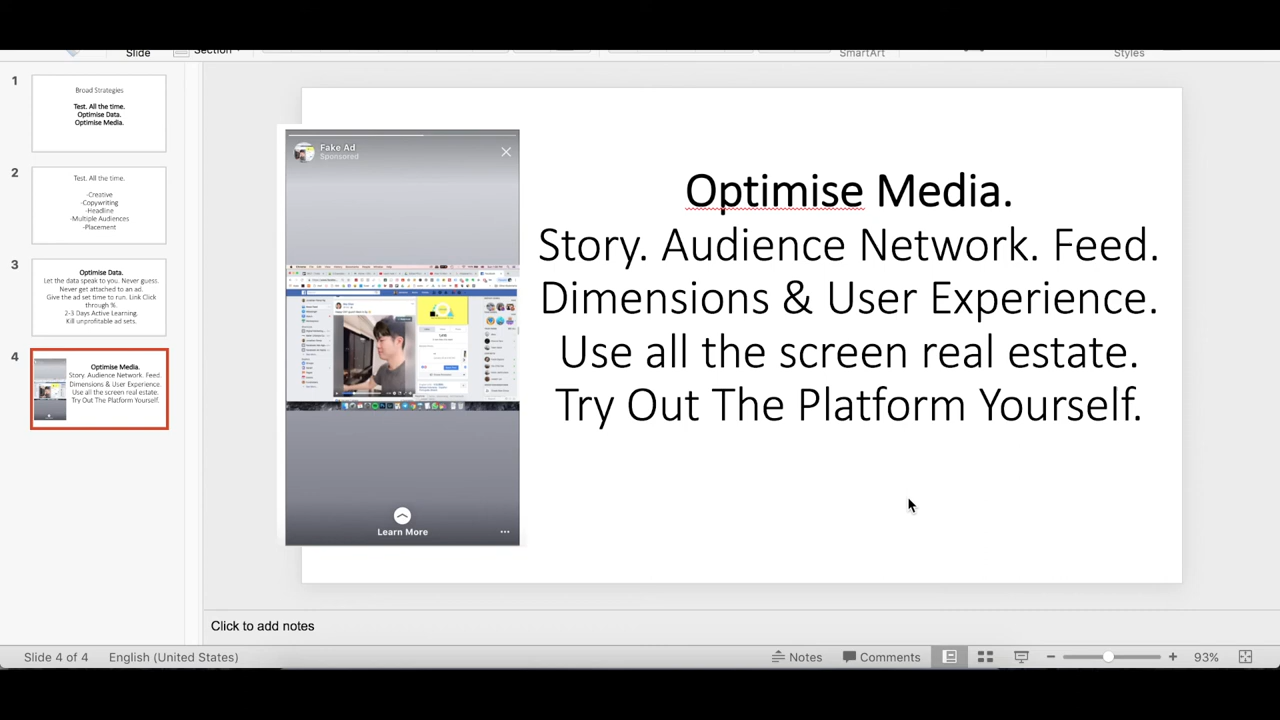 Slide
Section
SmartArt
Styles
1
Broad Strategies
Test. All the time.
Optimise Data.
Optimise Media.
2
Test. All the time.
-Creative
-Copywriting
-Headline
-Multiple Audiences
-Placement
3
Optimise Data.
Let the data speak to you. Never guess.
Never get attached to an ad.
Give the ad set time to run. Link Click
through %.
2-3 Days Active Learning.
Kill unprofitable ad sets.
4
Optimise Media.
Story. Audience Network. Feed.
Dimensions & User Experience.
Use all the screen real estate.
Try Out The Platform Yourself.
Fake Ad
Sponsored
Learn More
Optimise Media.
Story. Audience Network. Feed.
Dimensions & User Experience.
Use all the screen real estate.
Try Out The Platform Yourself.
Click to add notes
Slide 4 of 4
English (United States)
Notes
Comments
93%